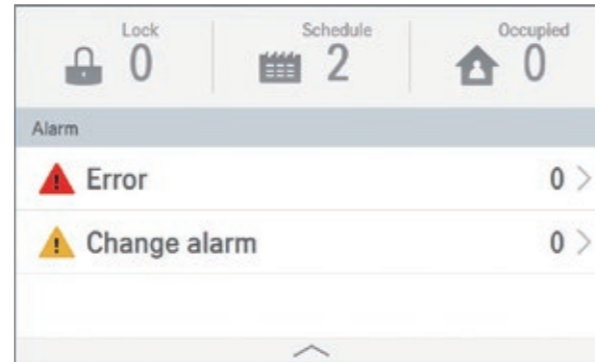 Lock 0
Schedule 2
Occupied 0
Alarm
Error 0
Change alarm 0